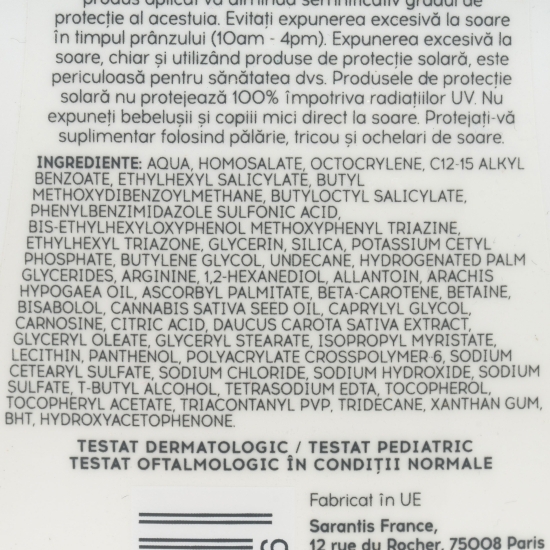 produs aplicat va diminua semnificativ gradul de
protecție al acestuia. Evitați expunerea excesivă la soare
în timpul prânzului (10am - 4pm). Expunerea excesivă la
soare, chiar și utilizând produse de protecție solară, este
periculoasă pentru sănătatea dvs. Produsele de protecție
solară nu protejează 100% împotriva radiațiilor UV. Nu
expuneți bebelușii și copiii mici direct la soare. Protejați-vă
suplimentar folosind pălărie, tricou și ochelari de soare.
INGREDIENTE: AQUA, HOMOSALATE, OCTOCRYLENE, C12-15 ALKYL
BENZOATE, ETHYLHEXYL SALICYLATE, BUTYL
METHOXYDIBENZOYLMETHANE, BUTYLOCTYL SALICYLATE,
PHENYLBENZIMIDAZOLE SULFONIC ACID,
BIS-ETHYLHEXYLOXYPHENOL METHOXYPHENYL TRIAZINE,
ETHYLHEXYL TRIAZONE, GLYCERIN, SILICA, POTASSIUM CETYL
PHOSPHATE, BUTYLENE GLYCOL, UNDECANE, HYDROGENATED PALM
GLYCERIDES, ARGININE, 1,2-HEXANEDIOL, ALLANTOIN, ARACHIS
HYPOGAEA OIL, ASCORBYL PALMITATE, BETA-CAROTENE, BETAINE,
BISABOLOL, CANNABIS SATIVA SEED OIL, CAPRYLYL GLYCOL,
CARNOSINE, CITRIC ACID, DAUCUS CAROTA SATIVA EXTRACT,
GLYCERYL OLEATE, GLYCERYL STEARATE, ISOPROPYL MYRISTATE,
LECITHIN, PANTHENOL, POLYACRYLATE CROSSPOLYMER-6, SODIUM
CETEARYL SULFATE, SODIUM CHLORIDE, SODIUM HYDROXIDE, SODIUM
SULFATE, T-BUTYL ALCOHOL, TETRASODIUM EDTA, TOCOPHEROL,
TOCOPHERYL ACETATE, TRIACONTANYL PVP, TRIDECANE, XANTHAN GUM,
BHT, HYDROXYACETOPHENONE.
TESTAT DERMATOLOGIC / TESTAT PEDIATRIC
TESTAT OFTALMOLOGIC ÎN CONDIȚII NORMALE
Fabricat în UE
Sarantis France,
12 rue du Rocher, 75008 Paris